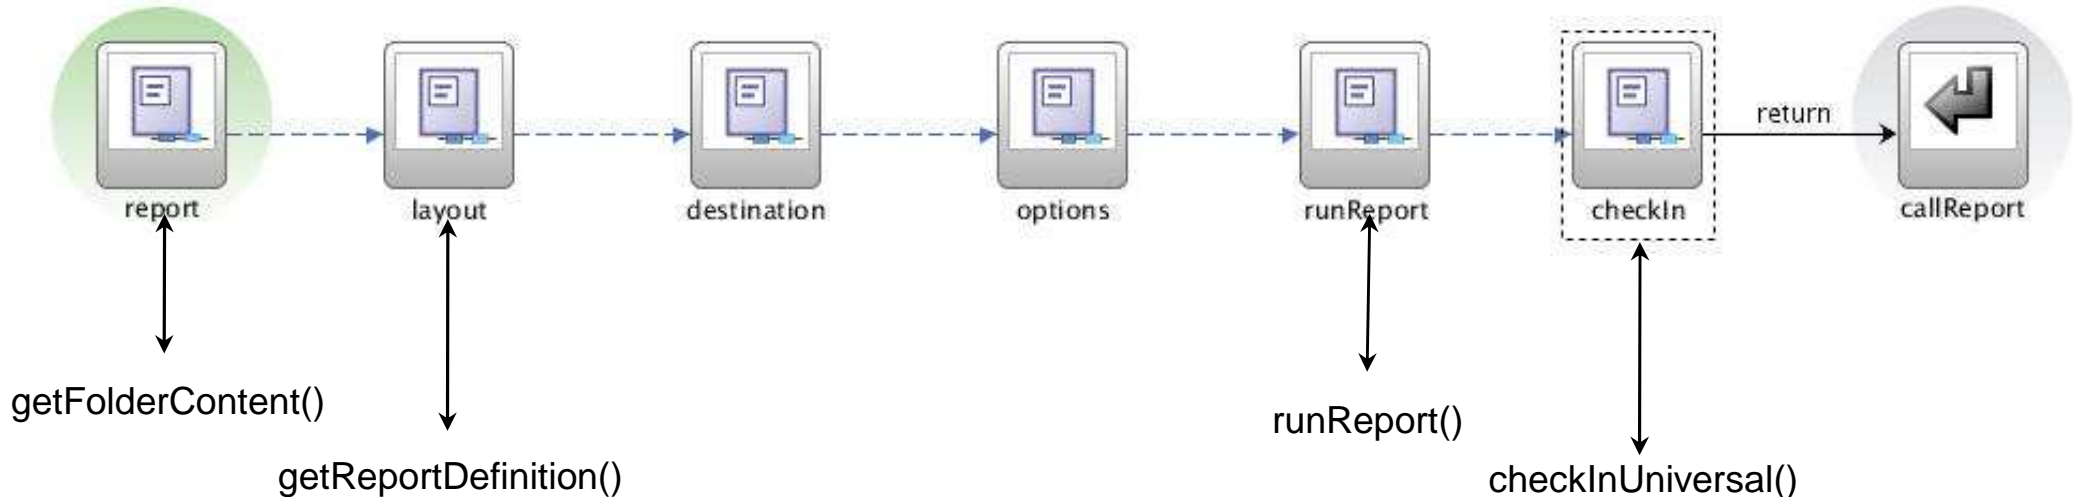 return
report
layout
destination
options
runReport
checkIn
callReport
getFolderContent()
runReport()
getReportDefinition()
checkInUniversal()